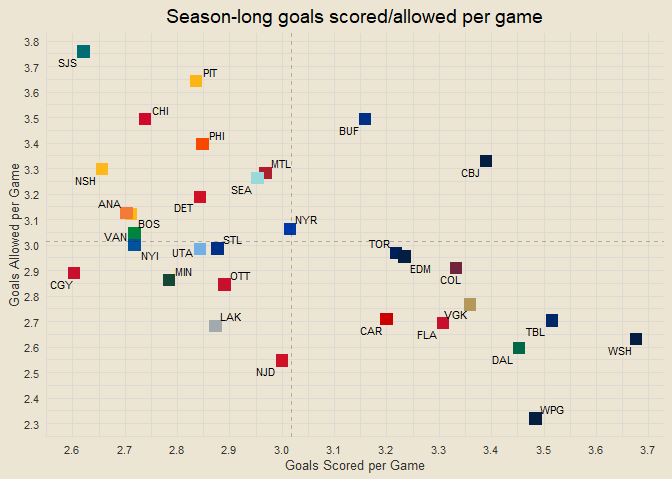 Season-long goals scored/allowed per game
Goals Allowed per Game
3.8
3.7
3.6
3.5
3.4
3.3
3.2
3.1
3.0
2.9
2.8
2.7
2.6
2.5
2.4
2.3
SJS
PIT
CHI
BUF
PHI
CBJ
MTL
NSH
SEA
ANA
DET
BOS
NYR
VAN
STL
TOR
UTA
NYI
EDM
MIN
OTT
COL
CGY
LAK
VGK
CAR
FLA
TBL
WSH
DAL
NJD
WPG
2.6 2.7 2.8 2.9 3.0 3.1 3.2 3.3 3.4 3.5 3.6 3.7
Goals Scored per Game